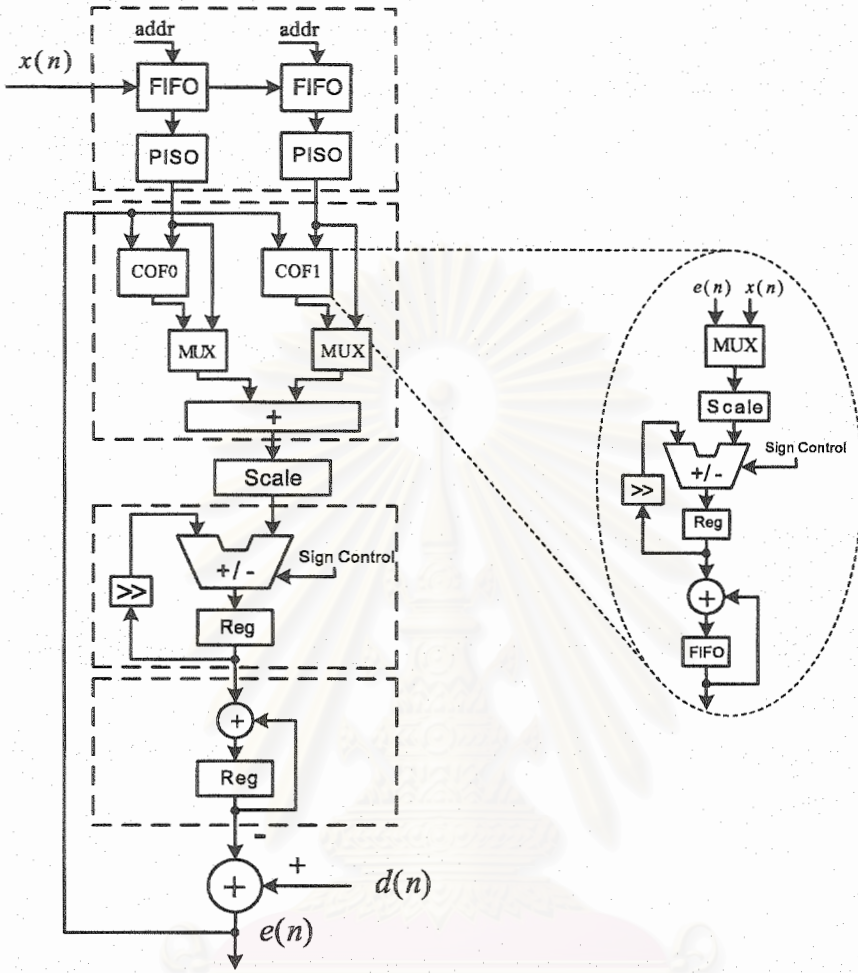 addr addr
x(n)
FIFO FIFO
PISO PISO
COF0 COF1
MUX MUX
+
Scale
+/-
Sign Control
>>
Reg
+
Reg
-
+
+
d(n)
e(n)
e(n) x(n)
MUX
Scale
Sign Control
+/-
>>
Reg
+
FIFO